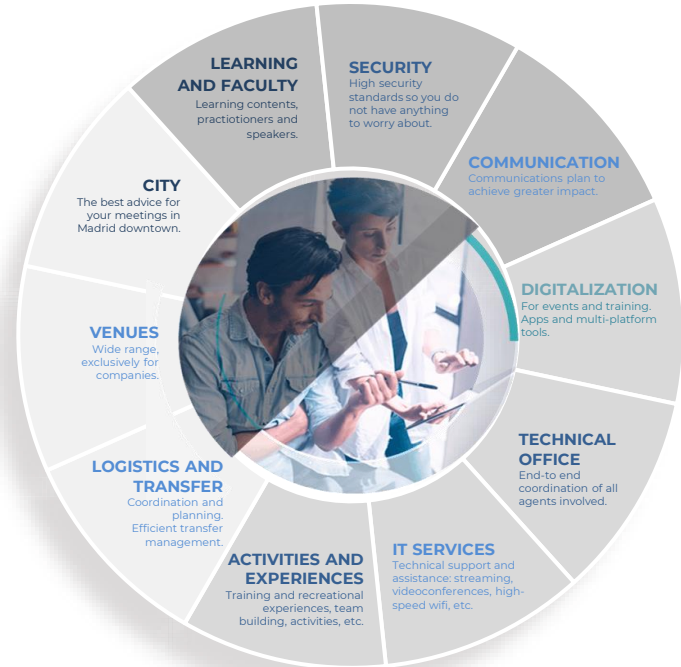 LEARNING
AND FACULTY
Learning contents,
practiotioners and
speakers.
SECURITY
High security
standards so you do
not have anything
to worry about.
COMMUNICATION
Communications plan to
achieve greater impact.
DIGITALIZATION
For events and training.
Apps and multi-platform
tools.
TECHNICAL
OFFICE
End-to end
coordination of all
agents involved.
IT SERVICES
Technical support and
assistance: streaming,
videoconferences, high-
speed wifi, etc.
ACTIVITIES AND
EXPERIENCES
Training and recreational
experiences, team
building, activities, etc.
LOGISTICS AND
TRANSFER
Coordination and
planning.
Efficient transfer
management.
VENUES
Wide range,
exclusively for
companies.
CITY
The best advice for
your meetings in
Madrid downtown.